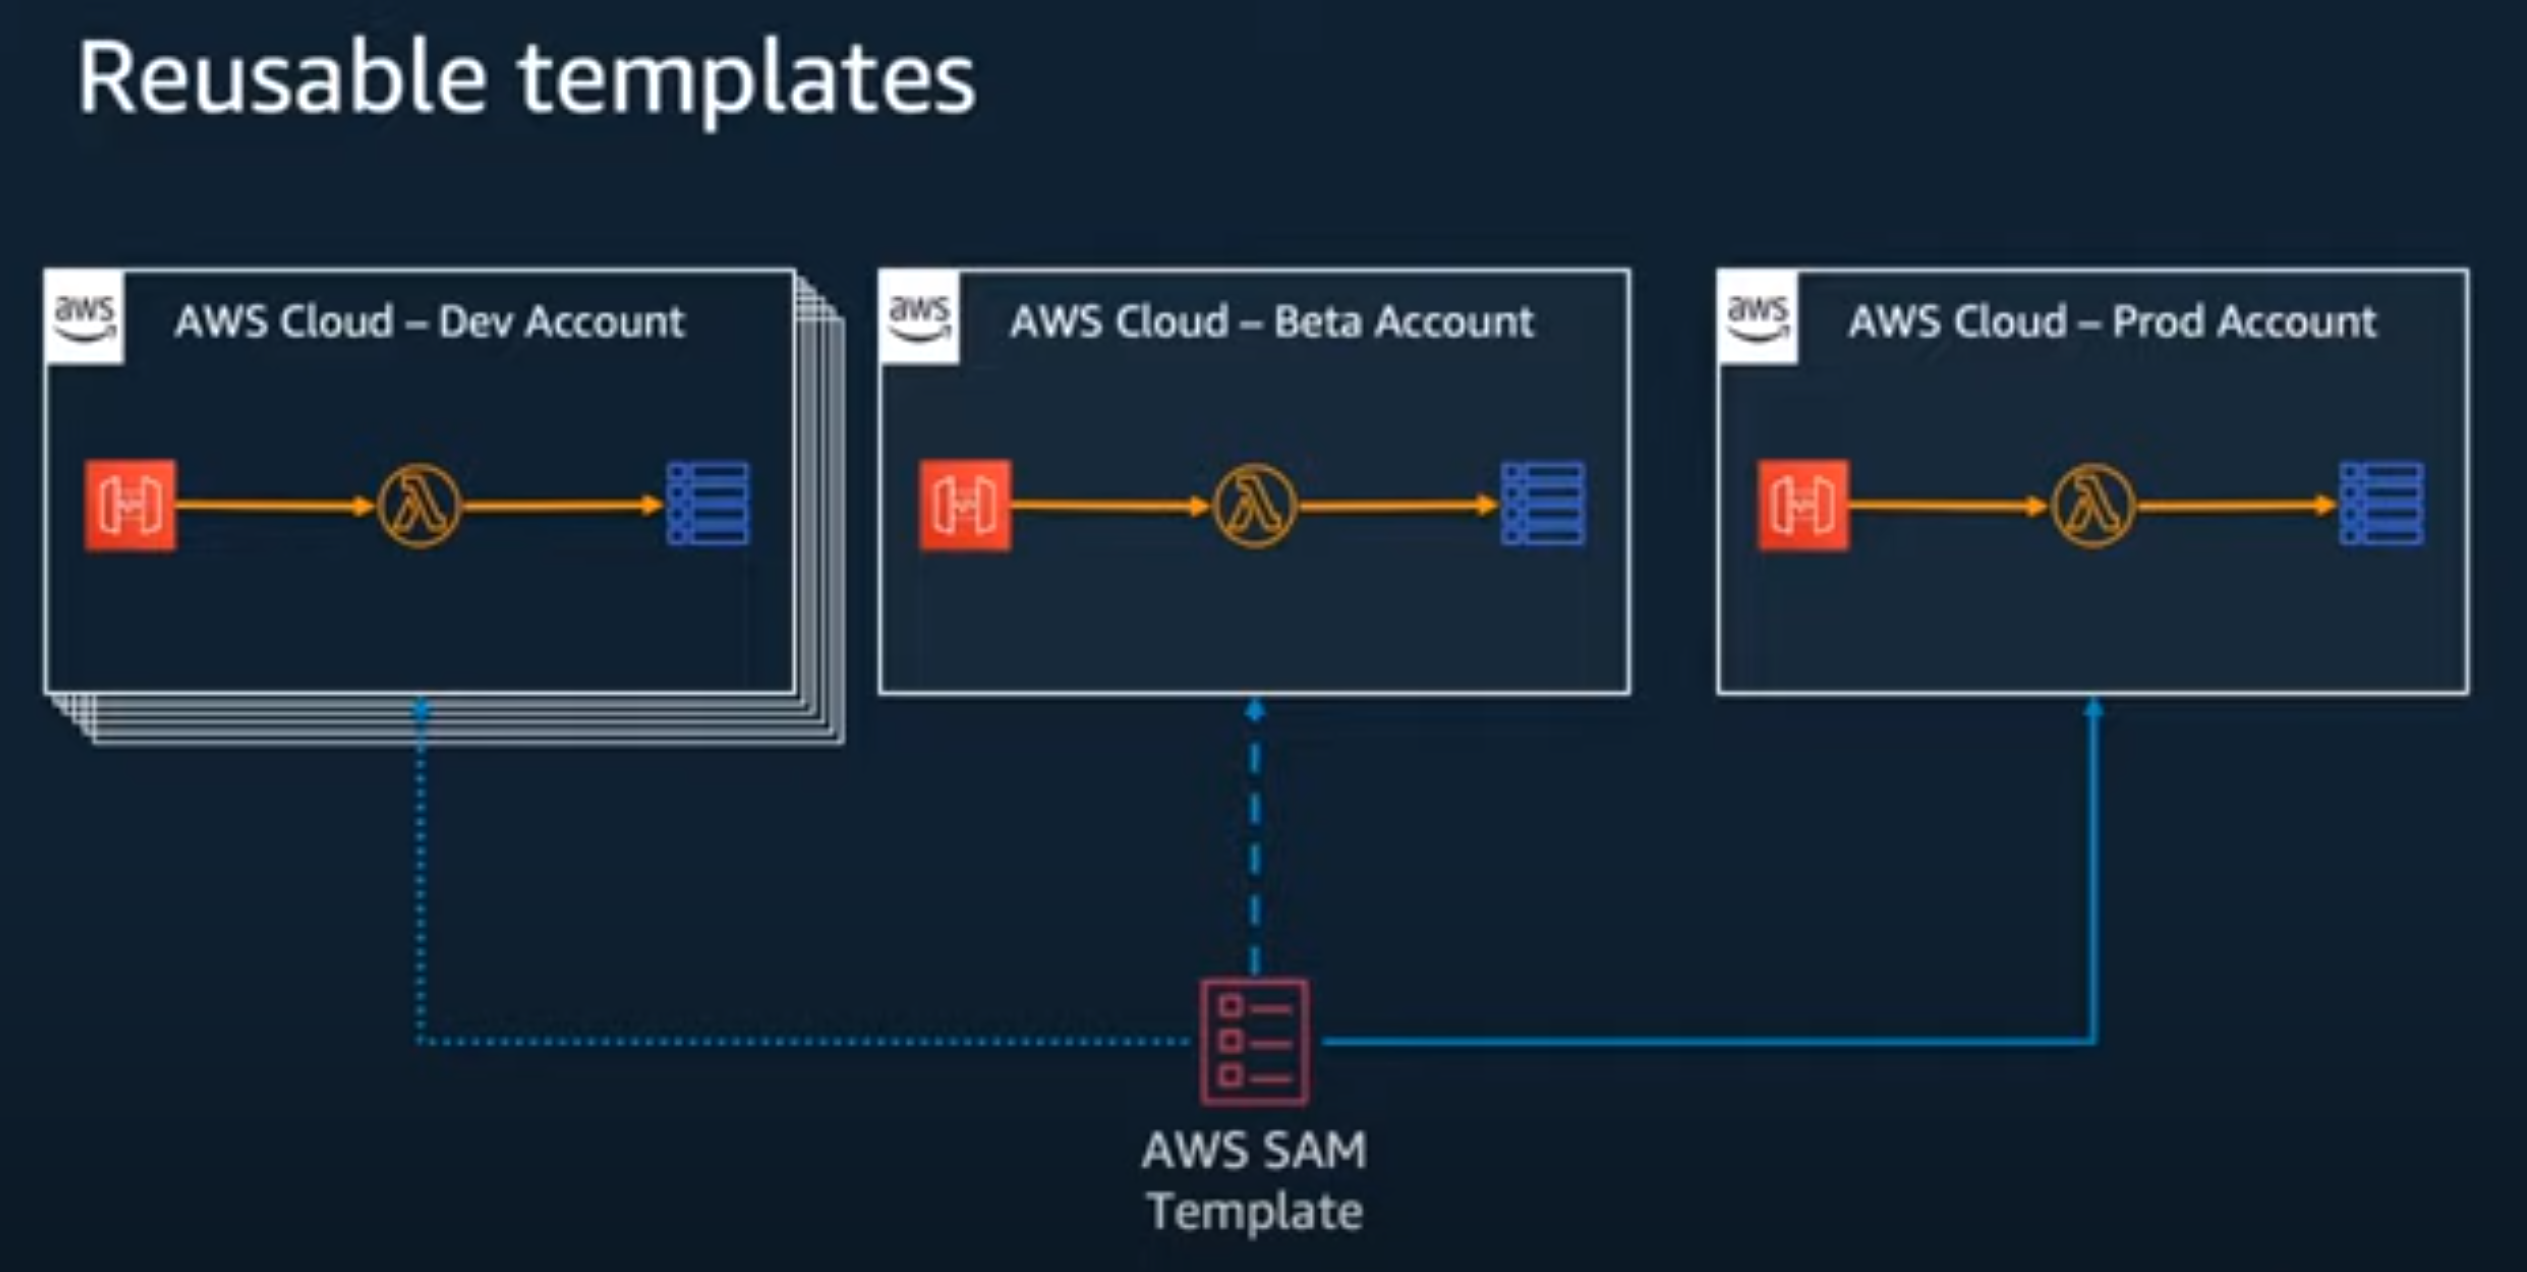 Reusable templates
aws
AWS Cloud – Dev Account
aws
AWS Cloud – Beta Account
aws
AWS Cloud – Prod Account
AWS SAM
Template